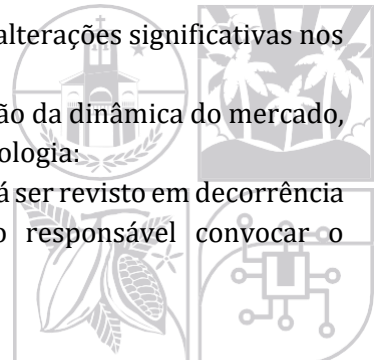 alterações significativas nos
ão da dinâmica do mercado,
ologia:
á ser revisto em decorrência
o responsável convocar o